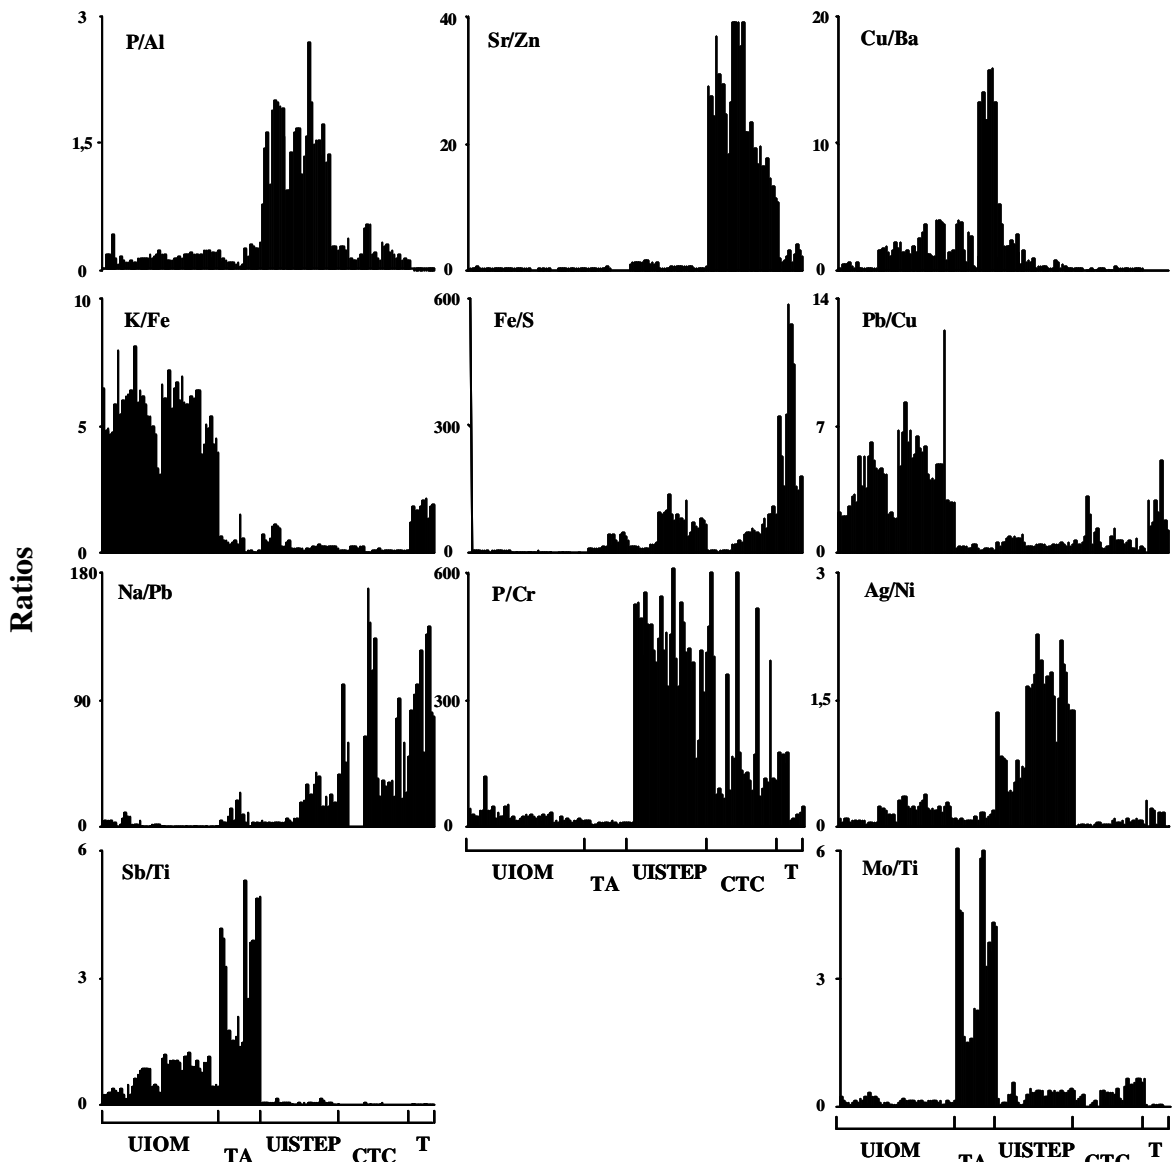 3 P/Al 1,5 0
40 Sr/Zn 20 0
20 Cu/Ba 10 0
10 K/Fe 5 0
600 Fe/S 300 0
14 Pb/Cu 7 0
Ratios
180 Na/Pb 90 0
600 P/Cr 300 0
3 Ag/Ni 1,5 0
UIOM TA UISTEP CTC T
6 Sb/Ti 3 0
6 Mo/Ti 3 0
UIOM TA UISTEP CTC T
UIOM TA UISTEP CTC T